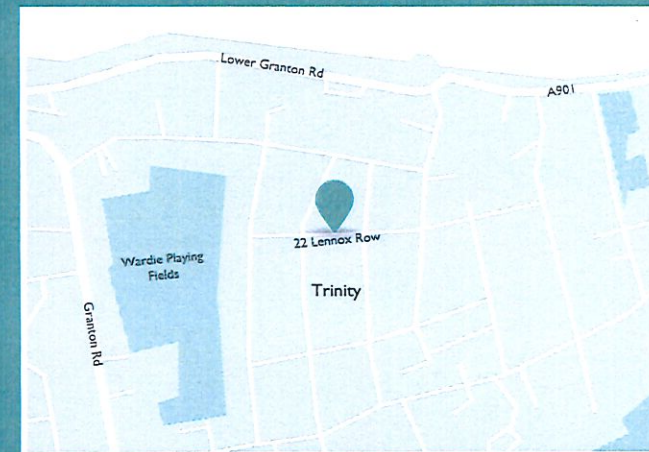 Lower Granton Rd
A901
22 Lennox Row
Wardie Playing
Fields
Trinity
Granton Rd